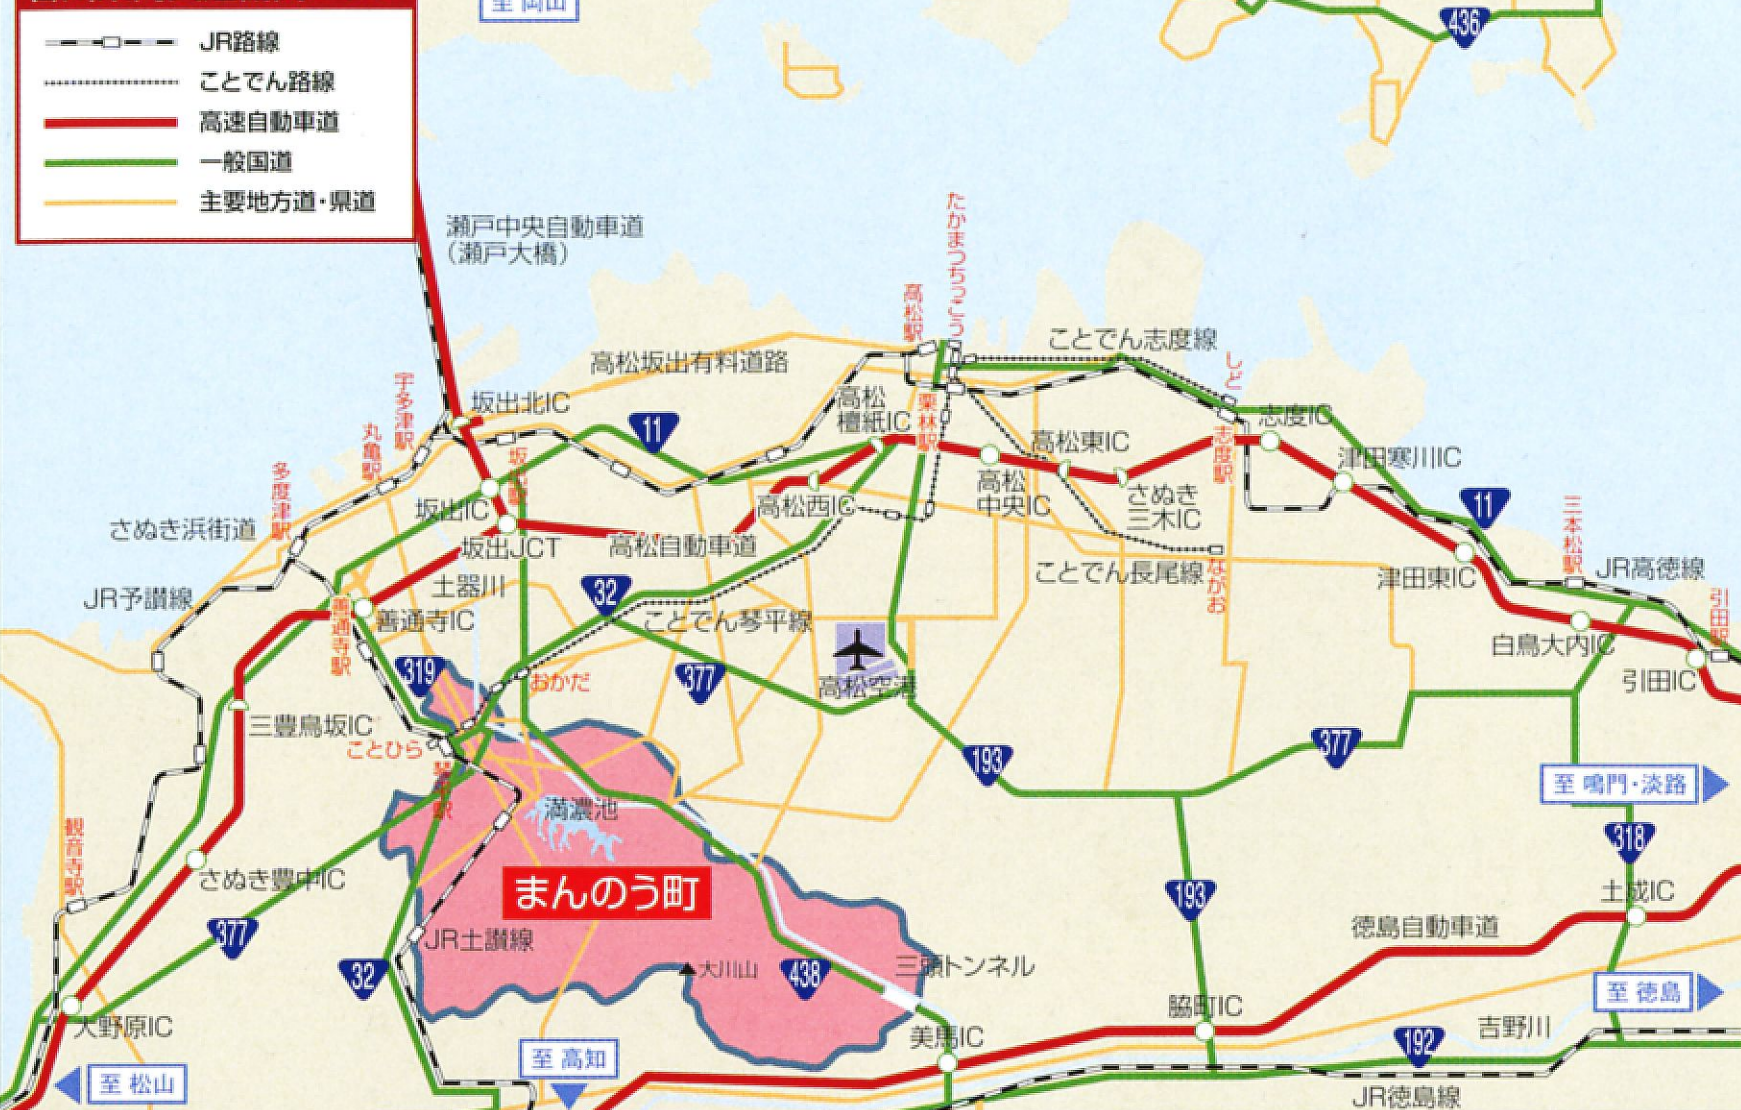 至 岡山
JR路線
ことでん路線
高速自動車道
一般国道
主要地方道・県道
436
瀬戸中央自動車道
(瀬戸大橋)
たかまつちっこう
高松駅
ことでん志度線
高松坂出有料道路
しど
宇多津駅
坂出北IC
高松
檀紙IC
栗林駅
志度IC
11
丸亀駅
高松東IC
志度駅
津田寒川IC
多度津駅
坂出駅
坂出IC
高松西IC
高松
中央IC
さぬき
三木IC
11
三本松駅
さぬき浜街道
坂出JCT
高松自動車道
ことでん長尾線
ながお
津田東IC
JR高徳線
JR予讃線
土器川
32
善通寺駅
善通寺IC
ことでん琴平線
引田駅
白鳥大内IC
319
おかだ
377
高松空港
引田IC
三豊鳥坂IC
ことひら
琴平駅
193
377
至 鳴門・淡路
満濃池
観音寺駅
318
さぬき豊中IC
まんのう町
193
土成IC
377
JR土讃線
徳島自動車道
32
大川山
438
三頭トンネル
至 徳島
大野原IC
脇町IC
吉野川
美馬IC
192
至 高知
至 松山
JR徳島線